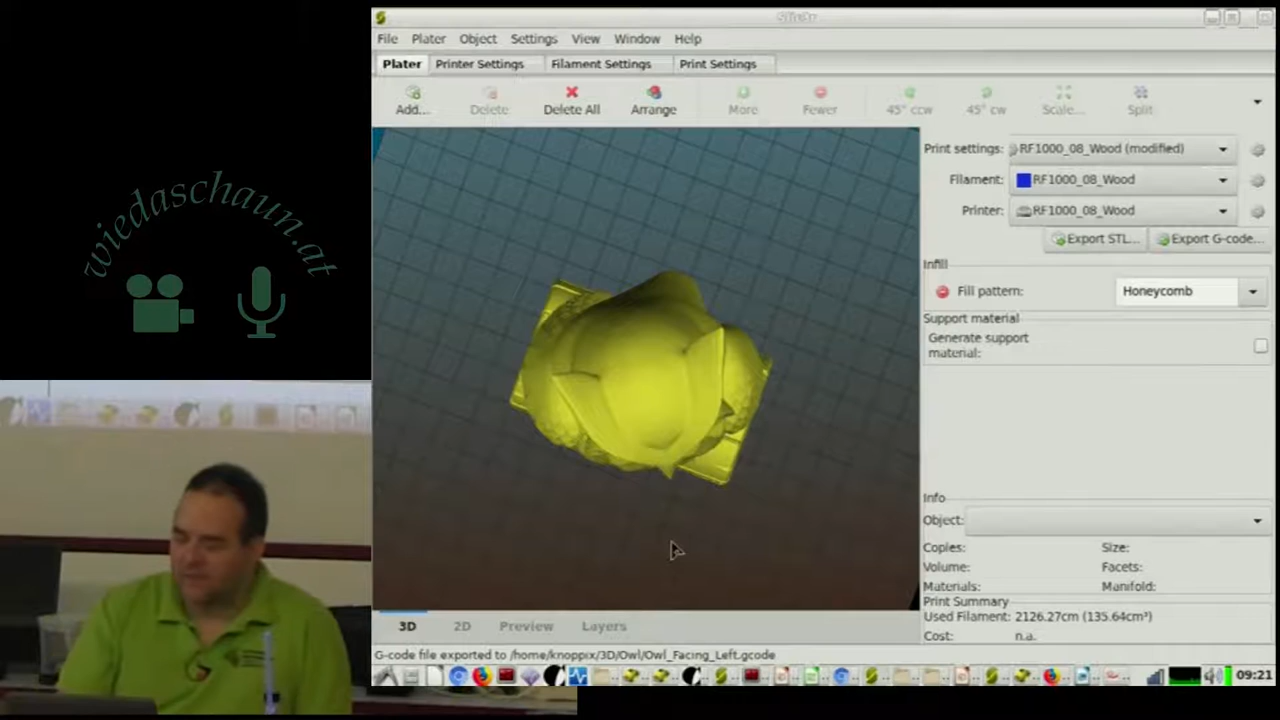 wiedaschaun.at
Slic3r
File Plater Object Settings View Window Help
Plater Printer Settings Filament Settings Print Settings
Add... Delete Delete All Arrange More Fewer 45° ccw 45° cw Scale... Split
Print settings: RF1000_08_Wood (modified)
Filament: RF1000_08_Wood
Printer: RF1000_08_Wood
Export STL... Export G-code...
Infill
Fill pattern: Honeycomb
Support material
Generate support
material:
Info
Object:
Copies: Size:
Volume: Facets:
Materials: Manifold:
Print Summary
Used Filament: 2126.27cm (135.64cm³)
Cost: n.a.
3D 2D Preview Layers
G-code file exported to /home/knoppix/3D/Owl/Owl_Facing_Left.gcode
09:21